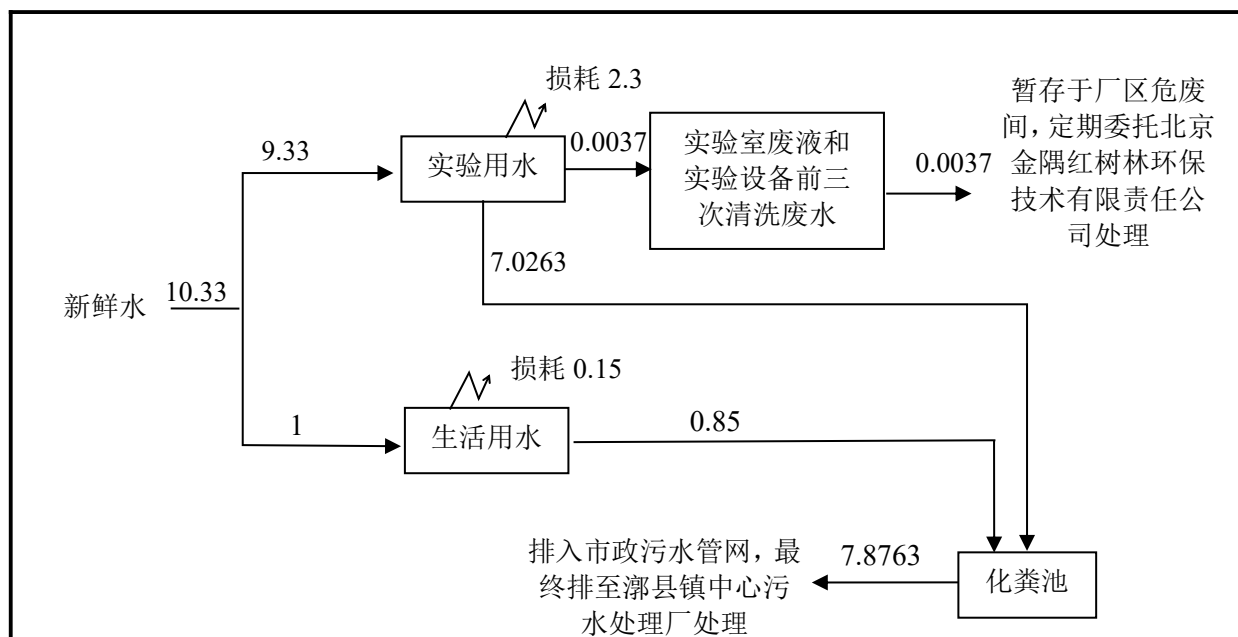 损耗 2.3
暂存于厂区危废
间，定期委托北京
金隅红树林环保
技术有限责任公
司处理
9.33
实验用水
0.0037
实验室废液和
实验设备前三
次清洗废水
0.0037
7.0263
新鲜水
10.33
损耗 0.15
1
生活用水
0.85
排入市政污水管网，最
终排至漷县镇中心污
水处理厂处理
7.8763
化粪池